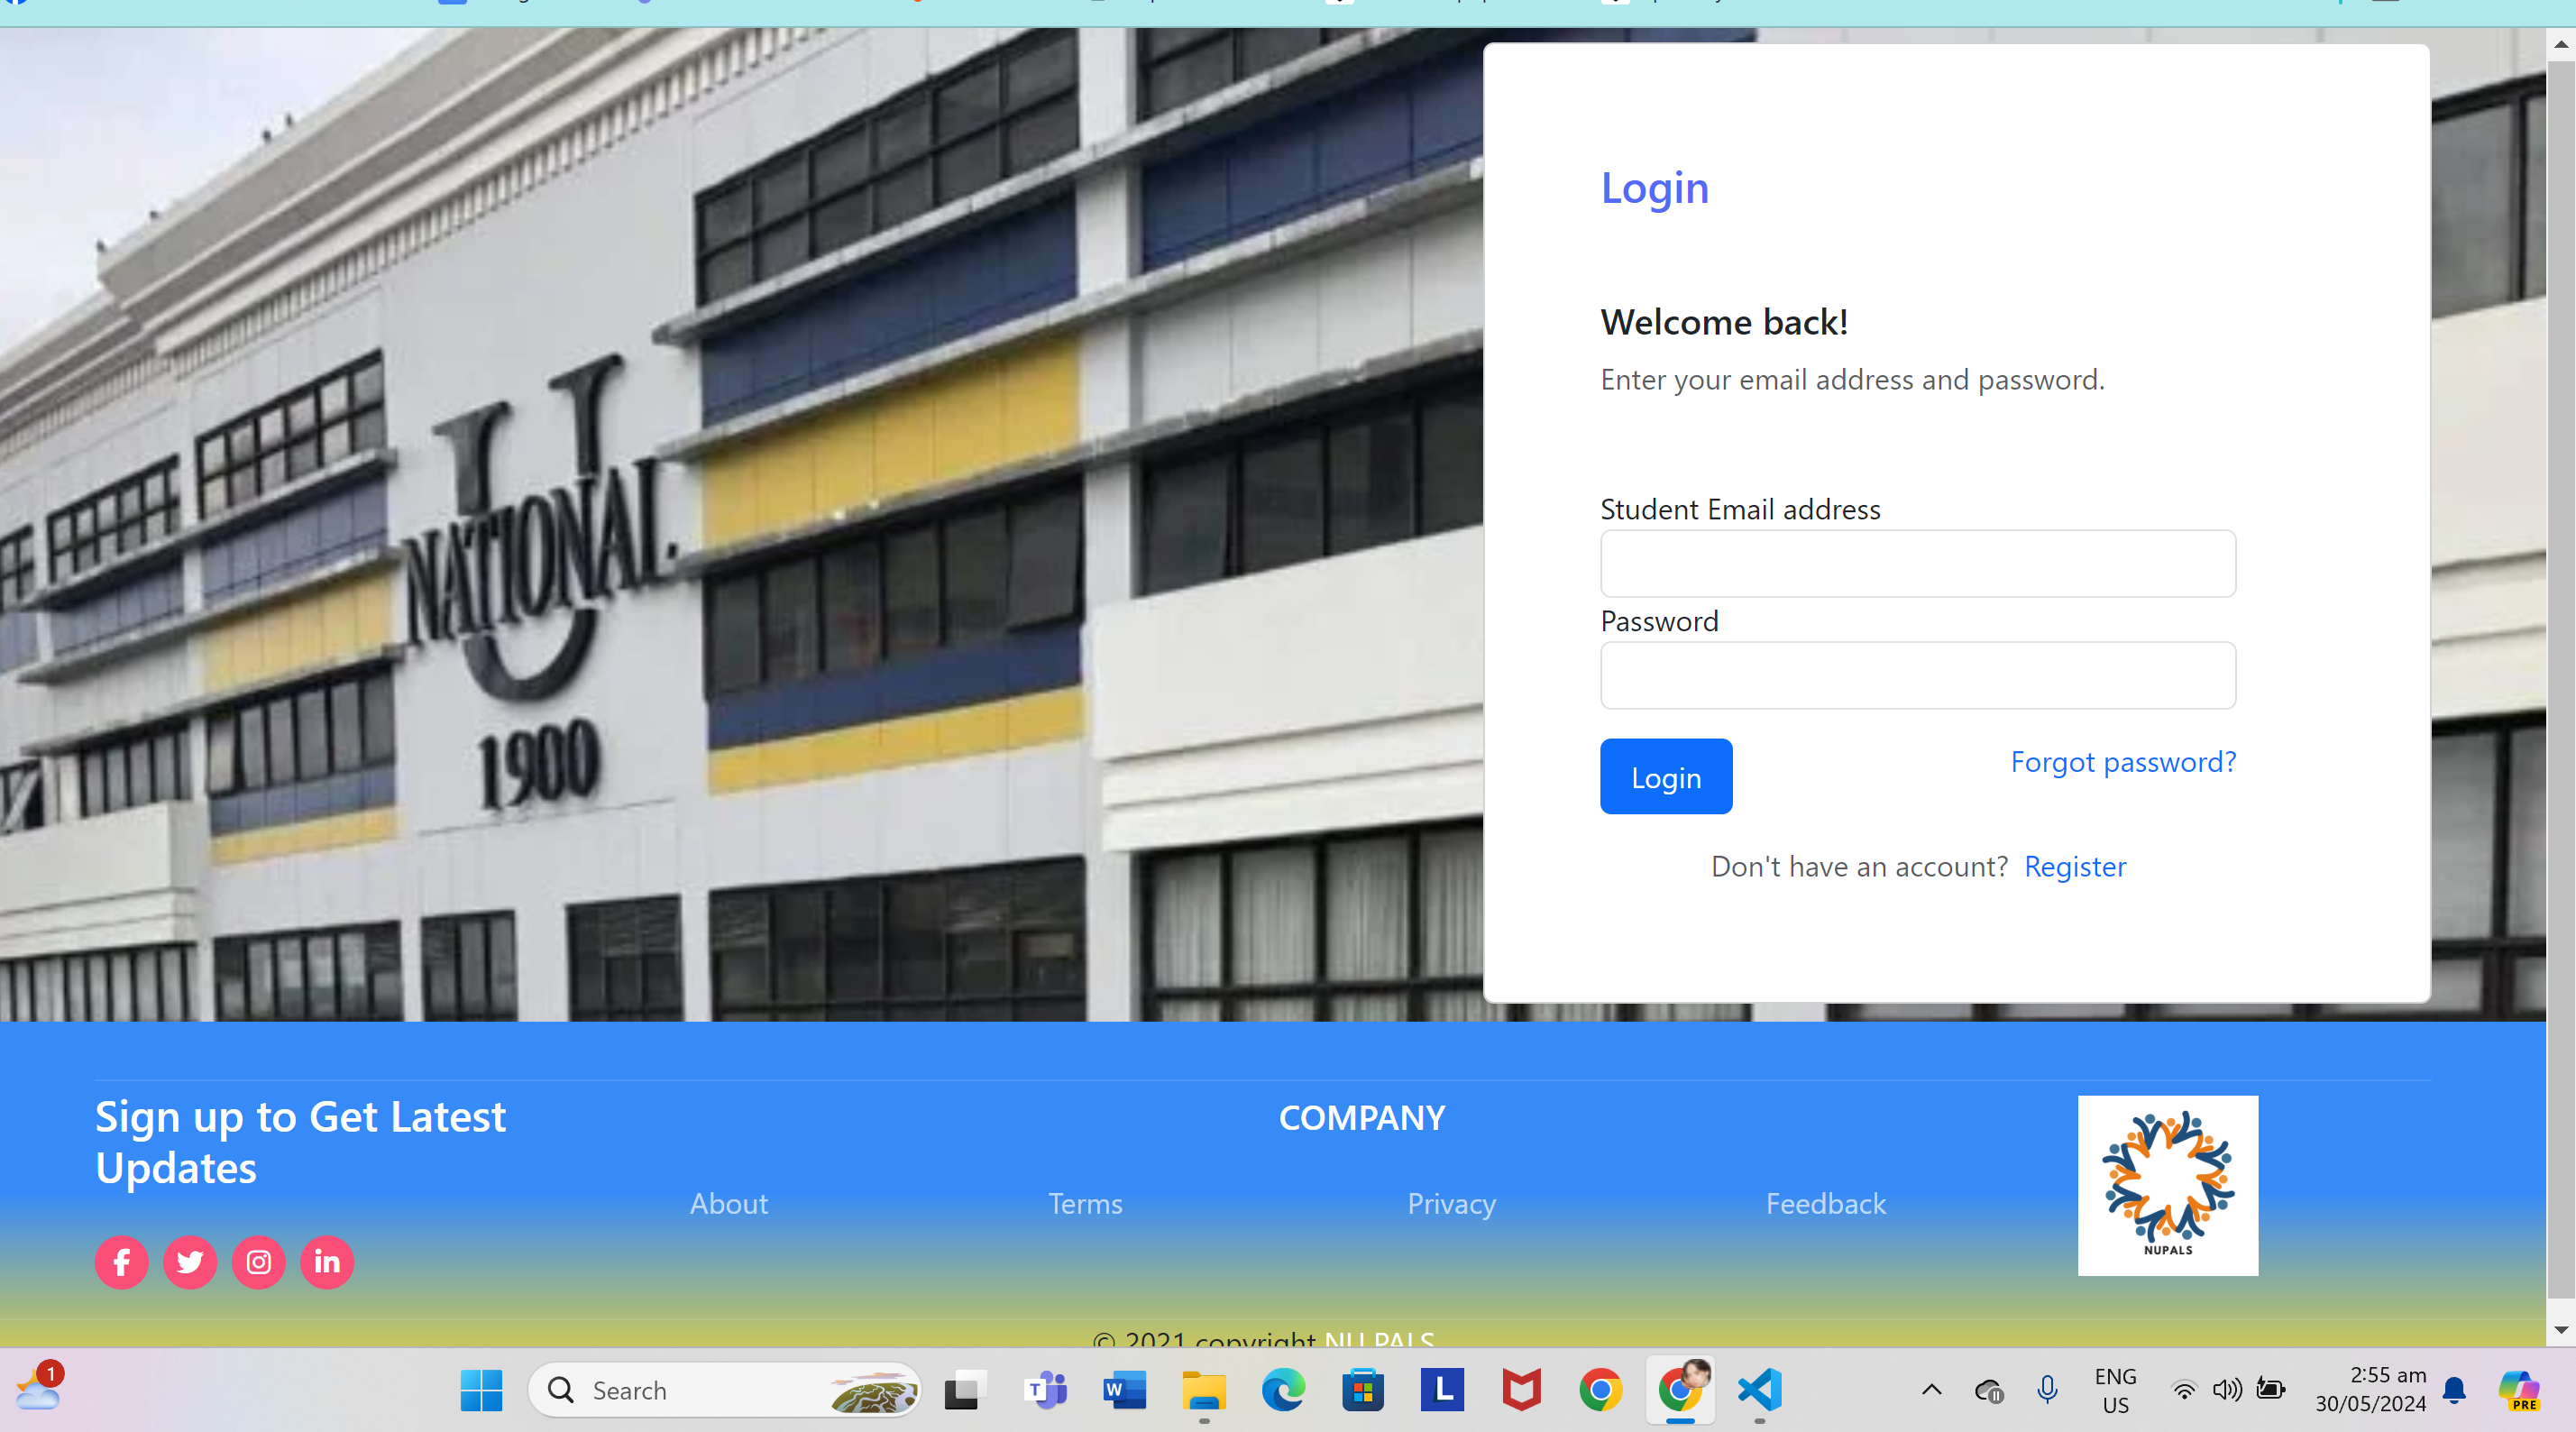 U
NATIONAL
1900
Login
Welcome back!
Enter your email address and password.
Student Email address
Password
Login
Forgot password?
Don't have an account? Register
Sign up to Get Latest
Updates
COMPANY
About
Terms
Privacy
Feedback
NUPALS
© 2021 copyright NU PALS
1
Search
ENG
US
2:55 am
30/05/2024
PRE